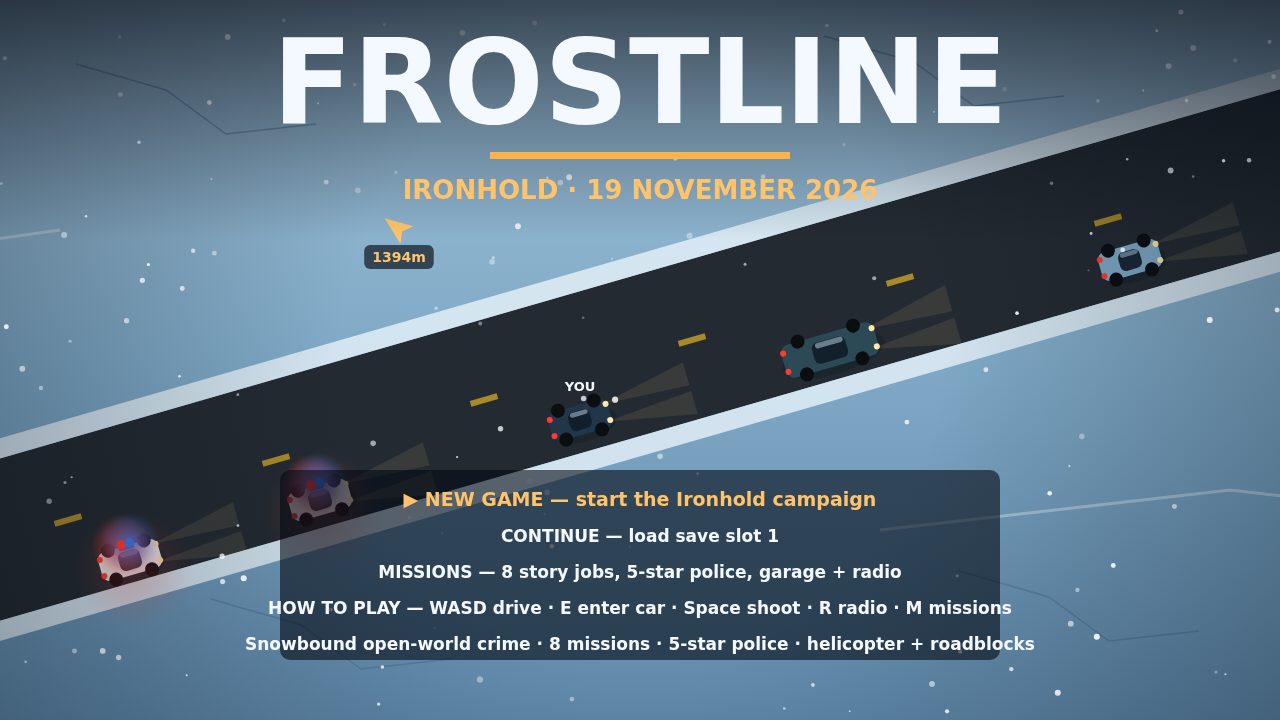 FROSTLINE
IRONHOLD · 19 NOVEMBER 2026
1394m
YOU
▶ NEW GAME — start the Ironhold campaign
CONTINUE — load save slot 1
MISSIONS — 8 story jobs, 5-star police, garage + radio
HOW TO PLAY — WASD drive · E enter car · Space shoot · R radio · M missions
Snowbound open-world crime · 8 missions · 5-star police · helicopter + roadblocks